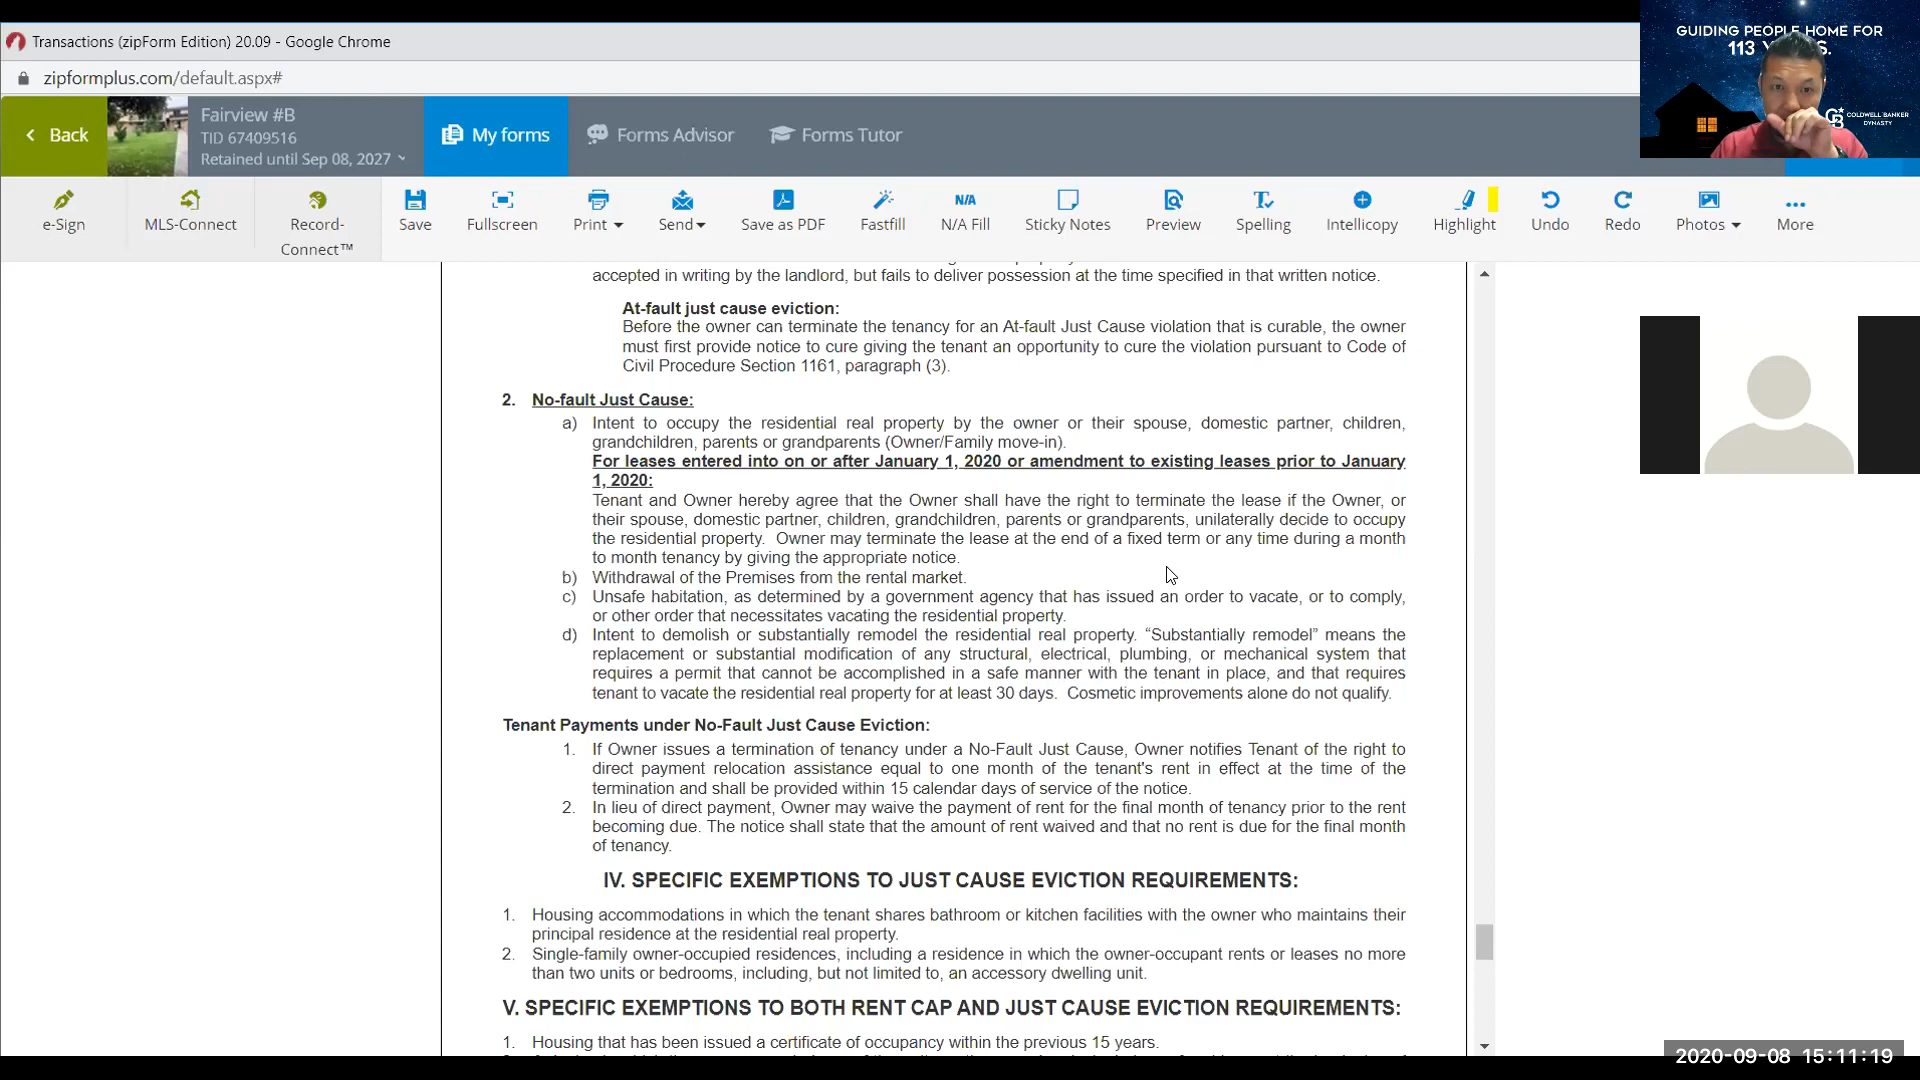 Transactions (zipForm Edition) 20.09 - Google Chrome
zipformplus.com/default.aspx#
GUIDING PEOPLE HOME FOR
113
COLDWELL BANKER
DYNASTY
Back
Fairview #B
TID 67409516
Retained until Sep 08, 2027
My forms
Forms Advisor
Forms Tutor
e-Sign
MLS-Connect
Record-
Connect™
Save
Fullscreen
Print
Send
Save as PDF
Fastfill
N/A
N/A Fill
Sticky Notes
Preview
Spelling
Intellicopy
Highlight
Undo
Redo
Photos
More
accepted in writing by the landlord, but fails to deliver possession at the time specified in that written notice.
At-fault just cause eviction:
Before the owner can terminate the tenancy for an At-fault Just Cause violation that is curable, the owner
must first provide notice to cure giving the tenant an opportunity to cure the violation pursuant to Code of
Civil Procedure Section 1161, paragraph (3).
2. No-fault Just Cause:
a) Intent to occupy the residential real property by the owner or their spouse, domestic partner, children,
grandchildren, parents or grandparents (Owner/Family move-in).
For leases entered into on or after January 1, 2020 or amendment to existing leases prior to January
1, 2020:
Tenant and Owner hereby agree that the Owner shall have the right to terminate the lease if the Owner, or
their spouse, domestic partner, children, grandchildren, parents or grandparents, unilaterally decide to occupy
the residential property. Owner may terminate the lease at the end of a fixed term or any time during a month
to month tenancy by giving the appropriate notice.
b) Withdrawal of the Premises from the rental market.
c) Unsafe habitation, as determined by a government agency that has issued an order to vacate, or to comply,
or other order that necessitates vacating the residential property.
d) Intent to demolish or substantially remodel the residential real property. “Substantially remodel” means the
replacement or substantial modification of any structural, electrical, plumbing, or mechanical system that
requires a permit that cannot be accomplished in a safe manner with the tenant in place, and that requires
tenant to vacate the residential real property for at least 30 days. Cosmetic improvements alone do not qualify.
Tenant Payments under No-Fault Just Cause Eviction:
1. If Owner issues a termination of tenancy under a No-Fault Just Cause, Owner notifies Tenant of the right to
direct payment relocation assistance equal to one month of the tenant's rent in effect at the time of the
termination and shall be provided within 15 calendar days of service of the notice.
2. In lieu of direct payment, Owner may waive the payment of rent for the final month of tenancy prior to the rent
becoming due. The notice shall state that the amount of rent waived and that no rent is due for the final month
of tenancy.
IV. SPECIFIC EXEMPTIONS TO JUST CAUSE EVICTION REQUIREMENTS:
1. Housing accommodations in which the tenant shares bathroom or kitchen facilities with the owner who maintains their
principal residence at the residential real property.
2. Single-family owner-occupied residences, including a residence in which the owner-occupant rents or leases no more
than two units or bedrooms, including, but not limited to, an accessory dwelling unit.
V. SPECIFIC EXEMPTIONS TO BOTH RENT CAP AND JUST CAUSE EVICTION REQUIREMENTS:
1. Housing that has been issued a certificate of occupancy within the previous 15 years.
2020-09-08 15:11:19